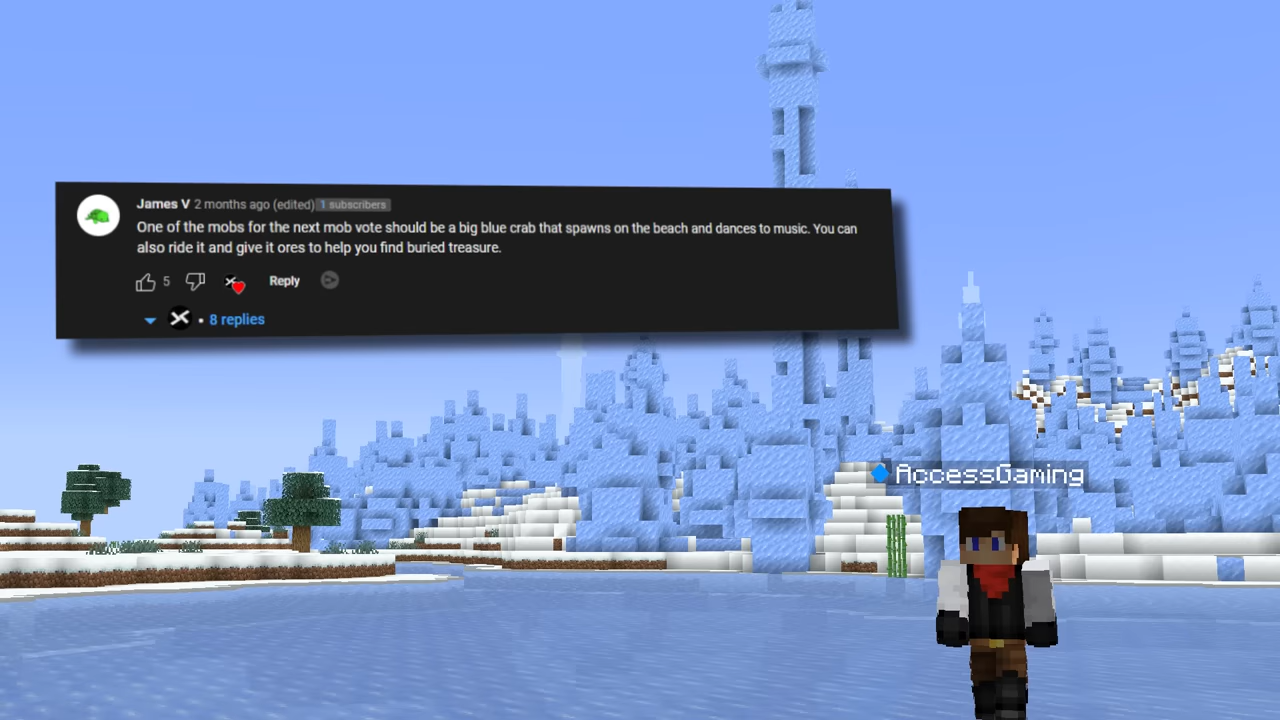 James V 2 months ago (edited) 1 subscribers
One of the mobs for the next mob vote should be a big blue crab that spawns on the beach and dances to music. You can
also ride it and give it ores to help you find buried treasure.
5 Reply
• 8 replies
AccessGaming